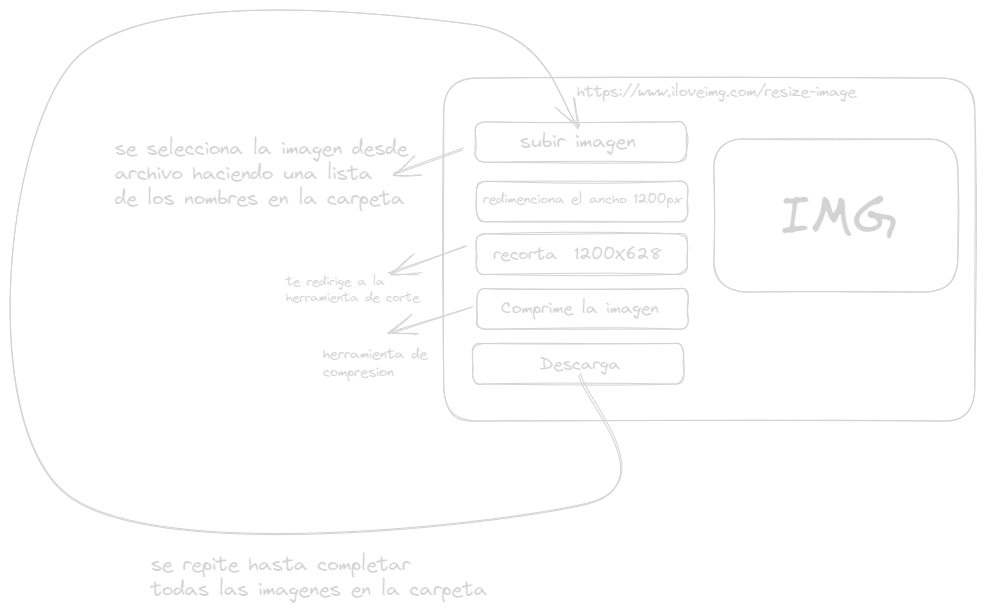 https://www.iloveimg.com/resize-image
subir imagen
se selecciona la imagen desde
archivo haciendo una lista
de los nombres en la carpeta
redimenciona el ancho 1200px
IMG
recorta 1200x628
te redirige a la
herramienta de corte
Comprime la imagen
herramienta de
compresion
Descarga
se repite hasta completar
todas las imagenes en la carpeta